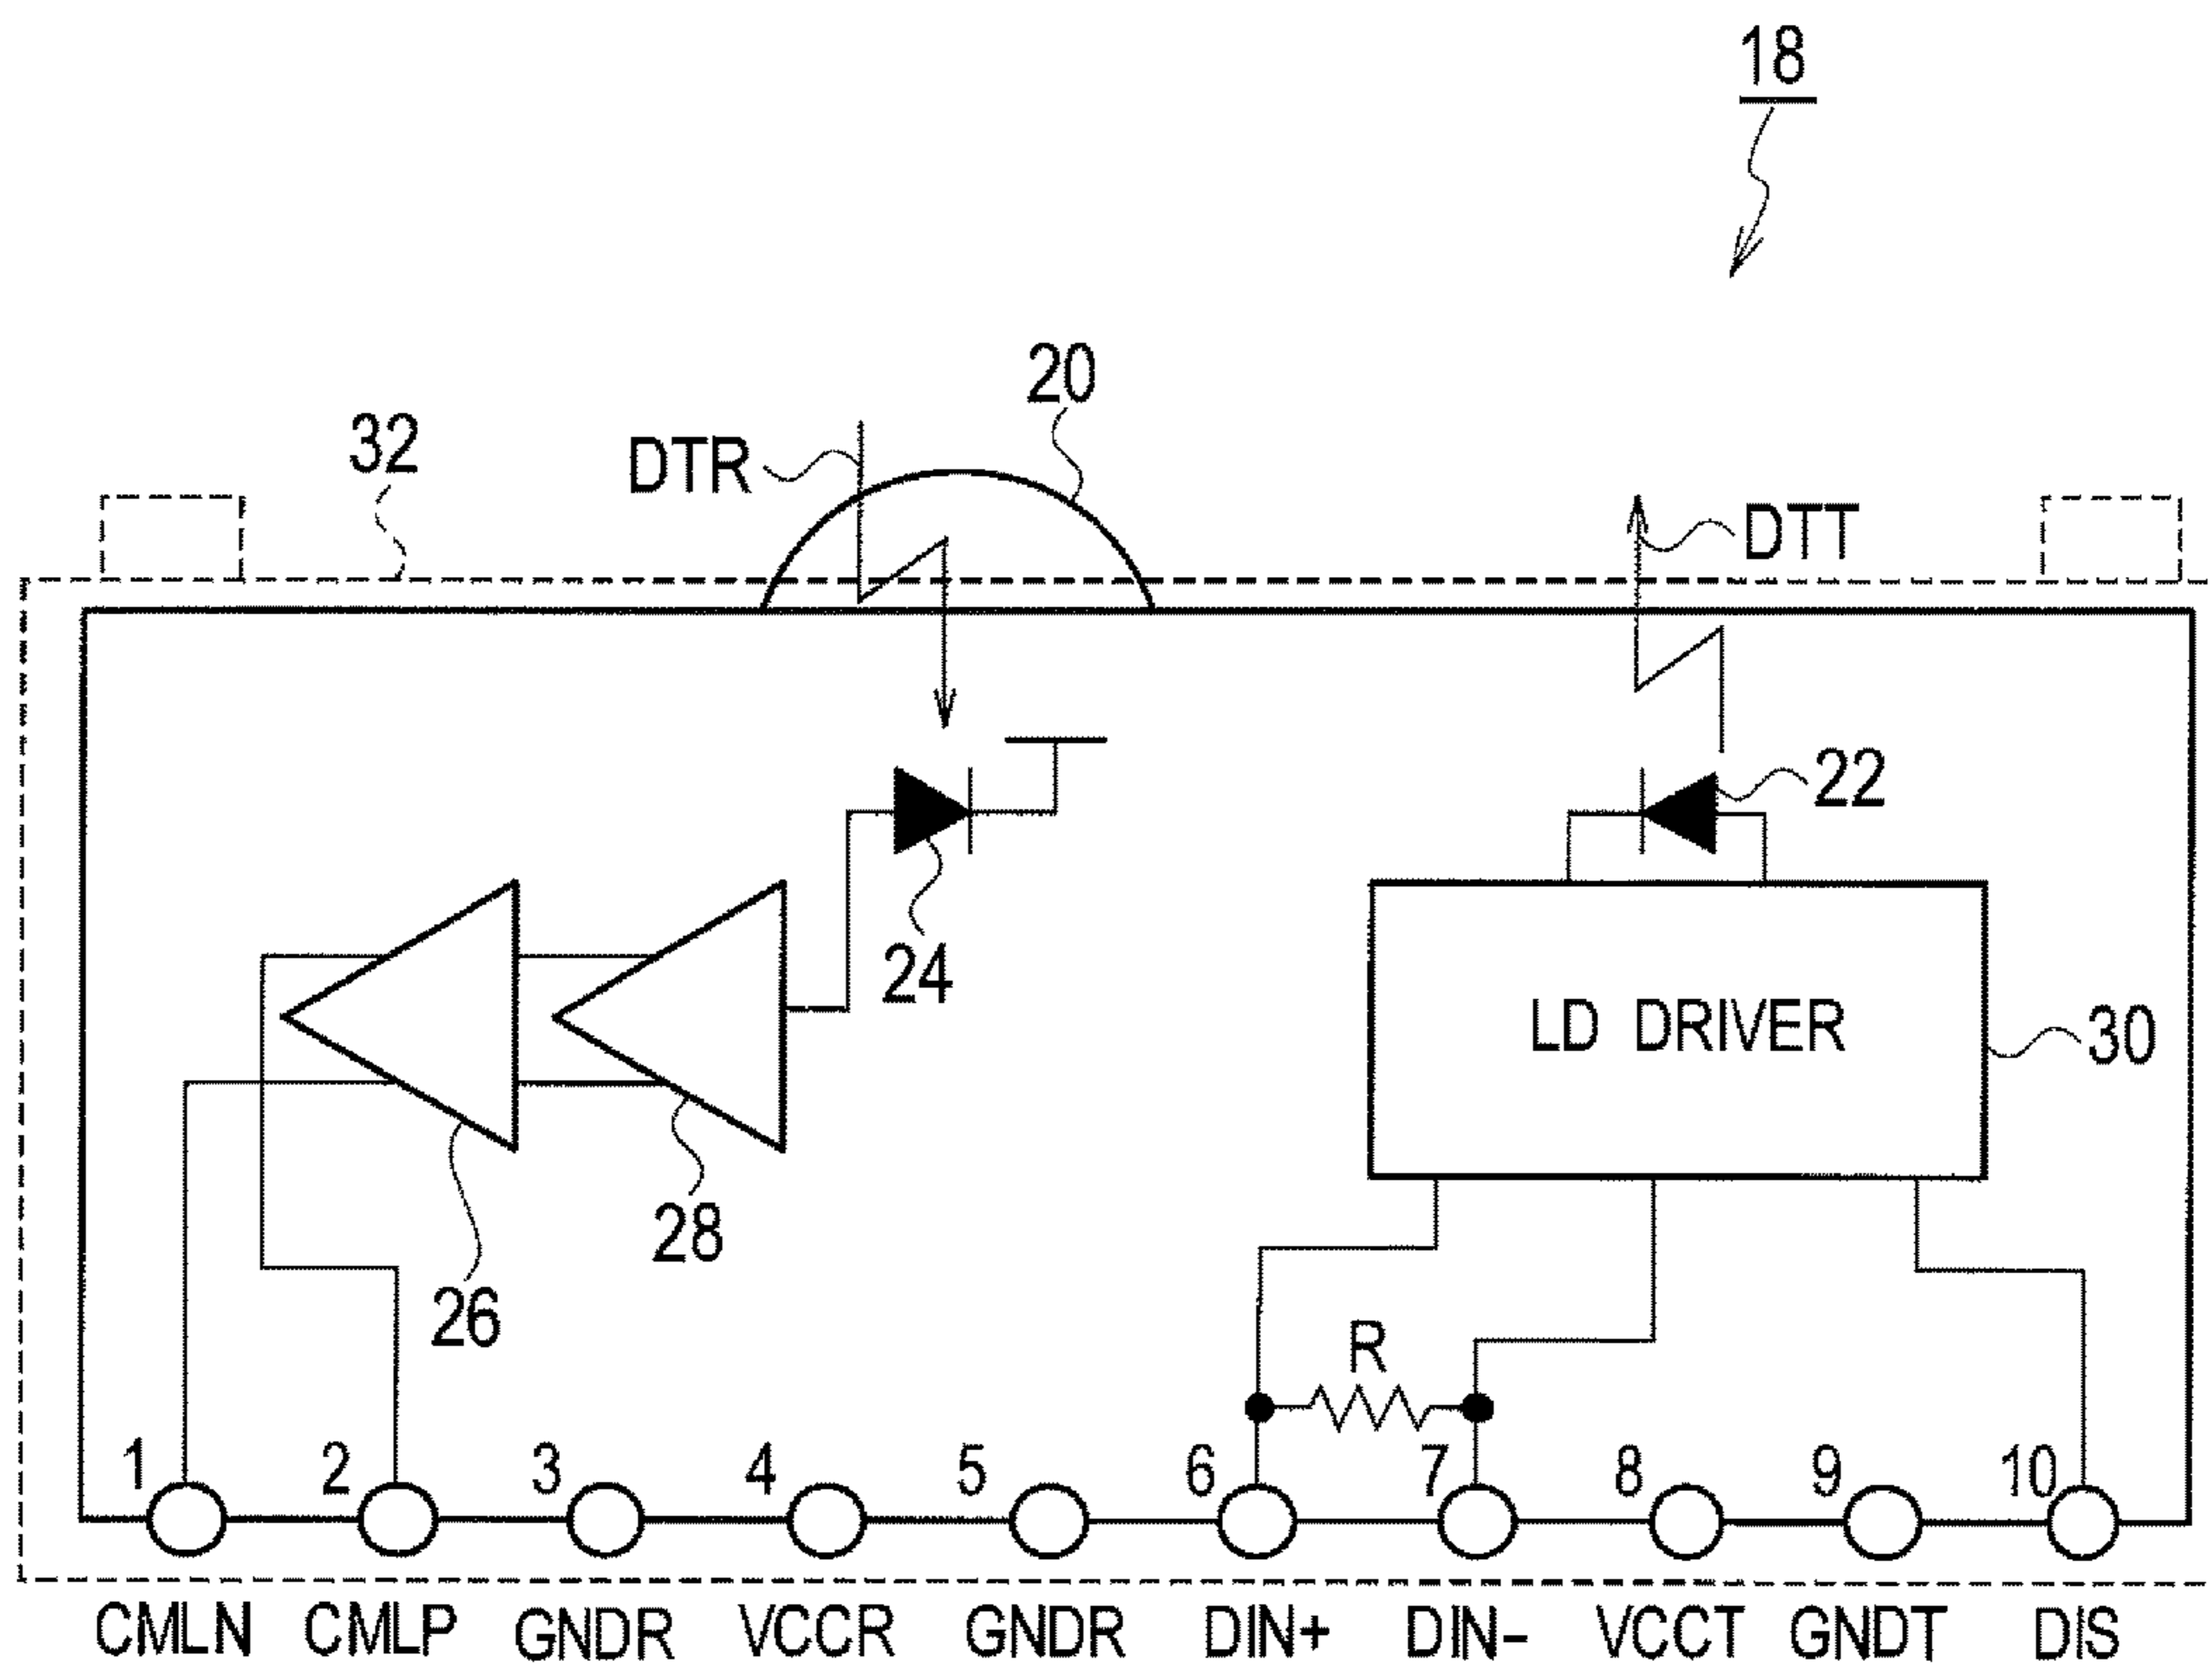 18
20
32
DTR
DTT
22
24
LD DRIVER
30
28
26
R
1 2 3 4 5 6 7 8 9 10
CMLN CMLP GNDR VCCR GNDR DIN+ DIN− VCCT GNDT DIS